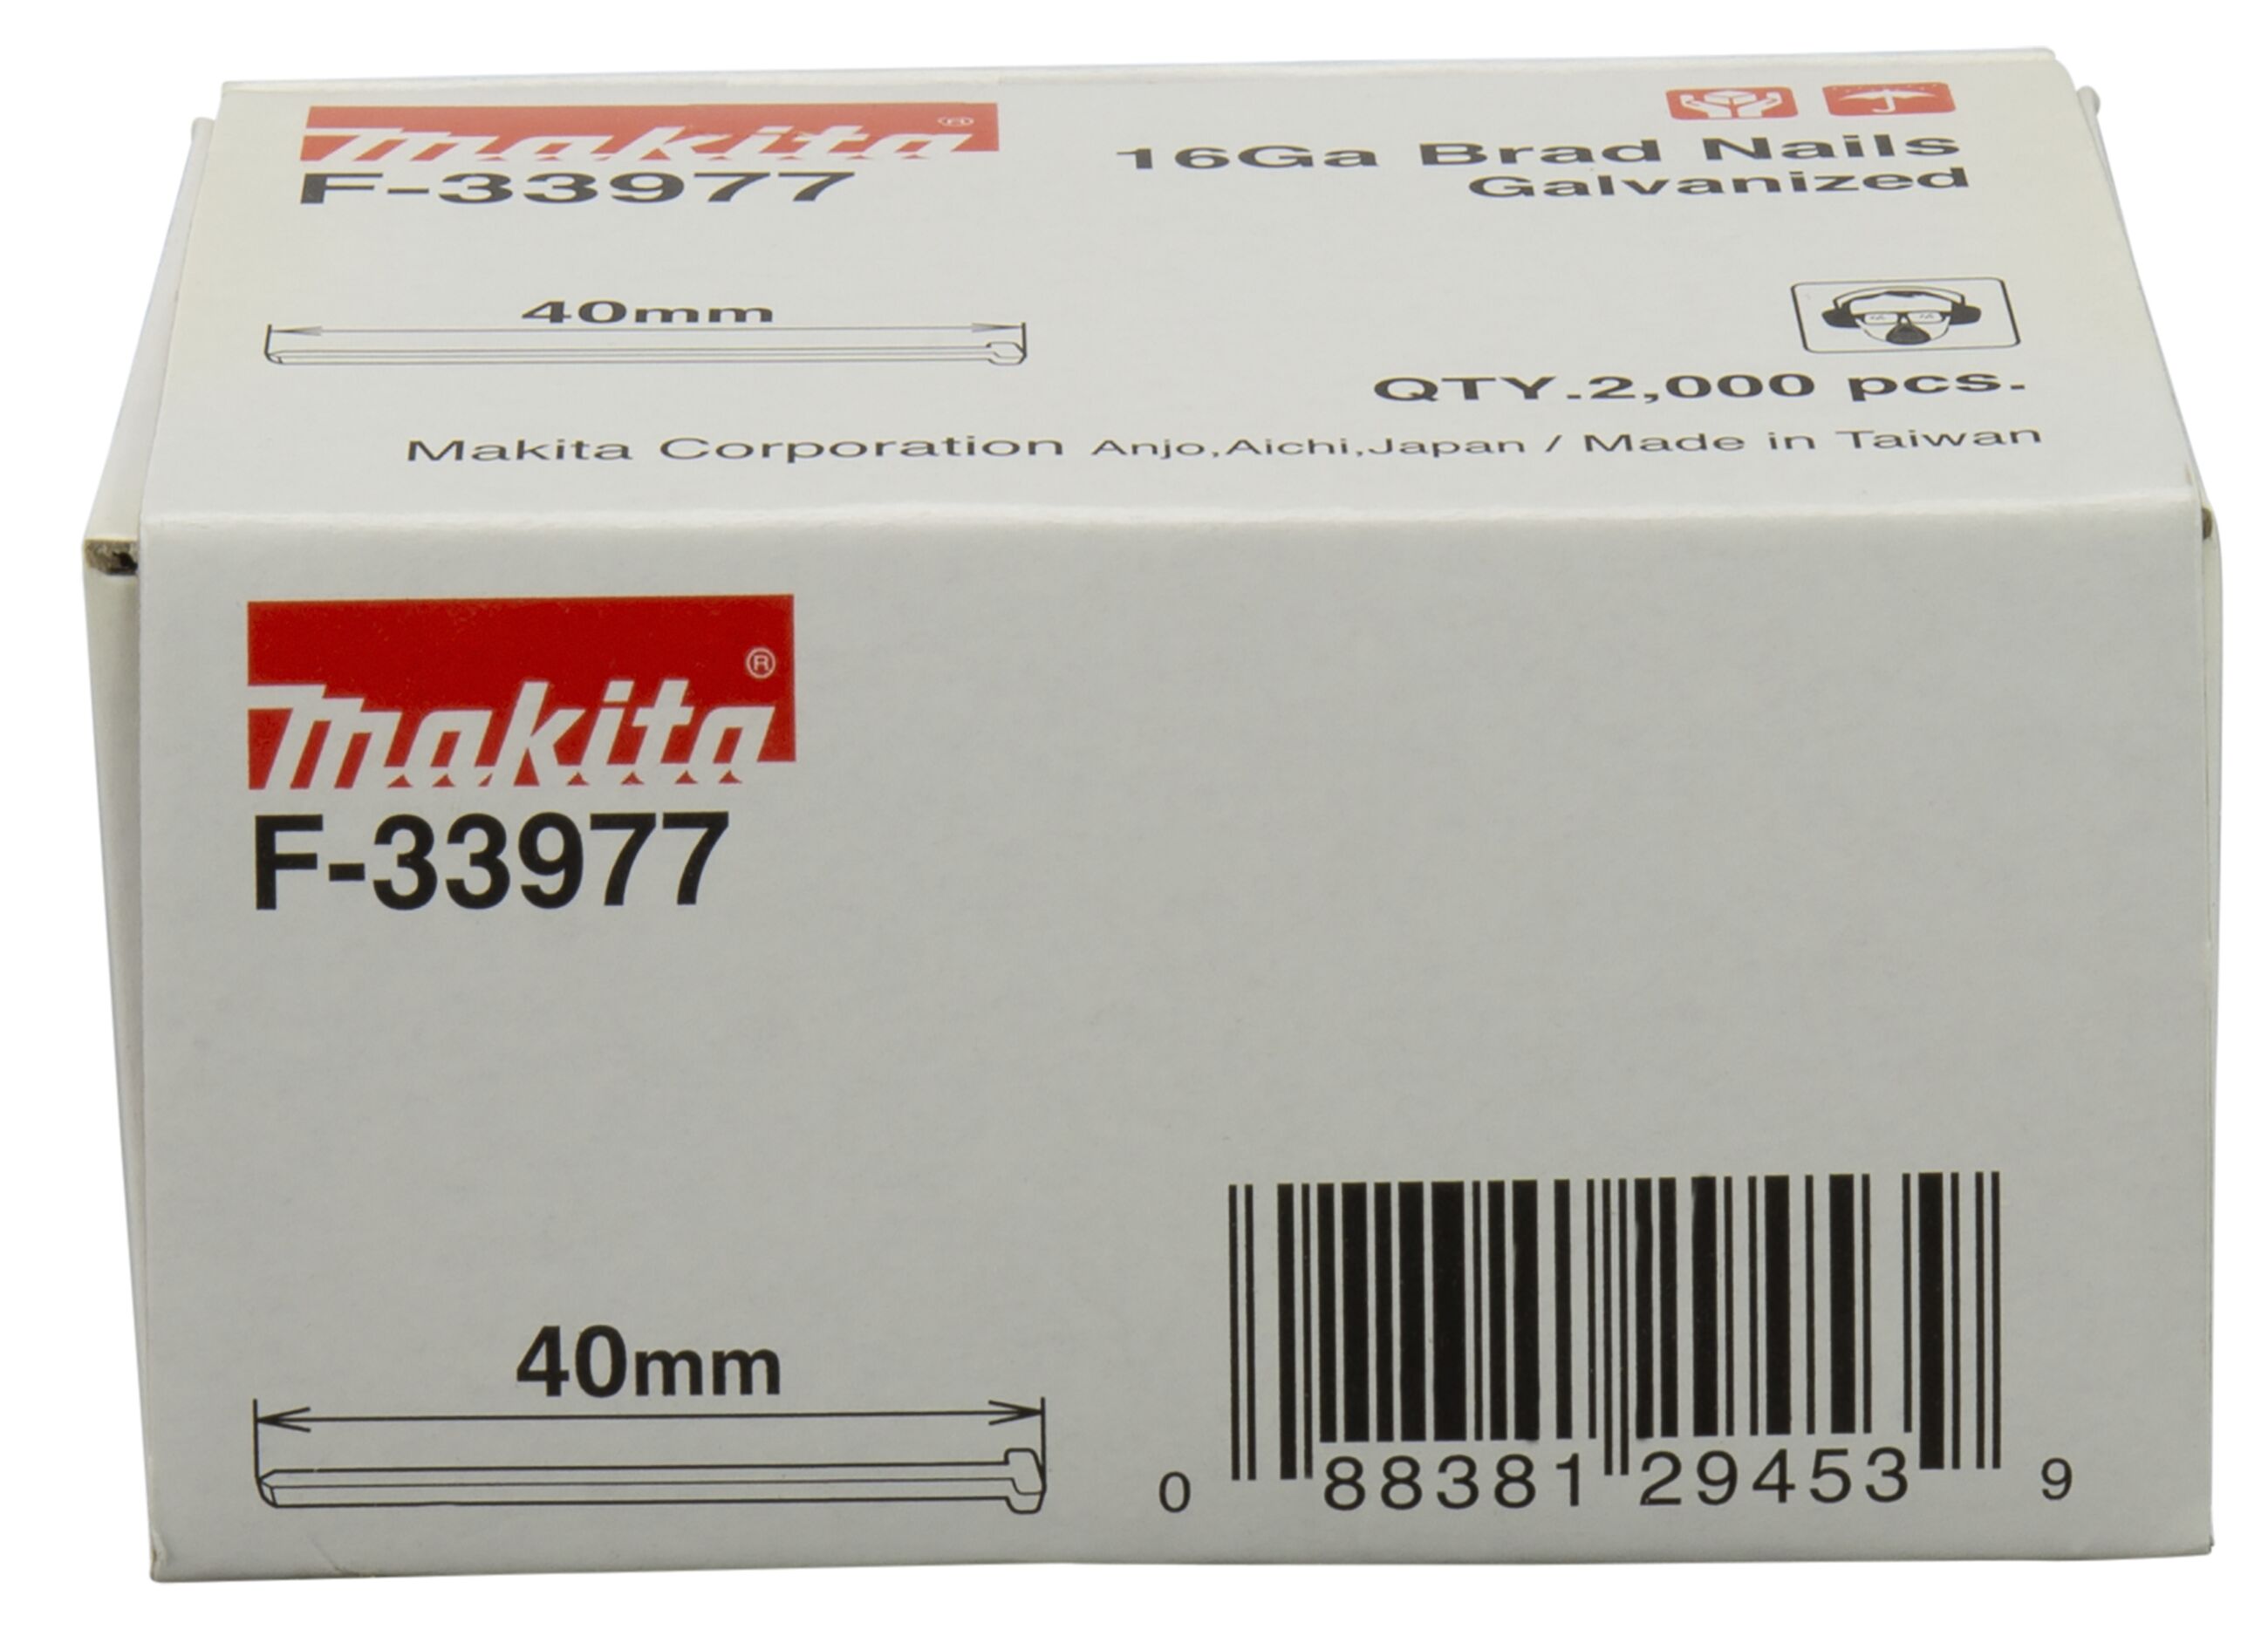 makita®
F-33977
16Ga Brad Nails
Galvanized
40mm
QTY.2,000 pcs.
Makita Corporation Anjo,Aichi,Japan / Made in Taiwan
makita®
F-33977
40mm
0 88381 29453 9